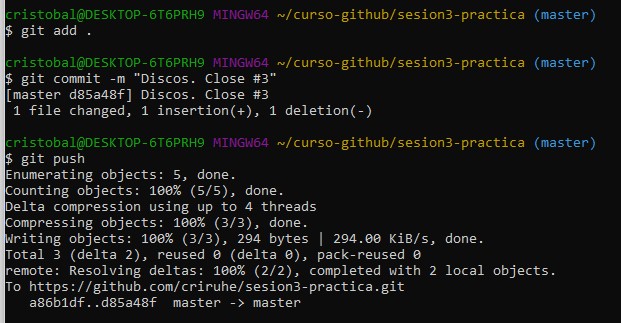 cristobal@DESKTOP-6T6PRH9 MINGW64 ~/curso-github/sesion3-practica (master)
$ git add .
cristobal@DESKTOP-6T6PRH9 MINGW64 ~/curso-github/sesion3-practica (master)
$ git commit -m "Discos. Close #3"
[master d85a48f] Discos. Close #3
1 file changed, 1 insertion(+), 1 deletion(-)
cristobal@DESKTOP-6T6PRH9 MINGW64 ~/curso-github/sesion3-practica (master)
$ git push
Enumerating objects: 5, done.
Counting objects: 100% (5/5), done.
Delta compression using up to 4 threads
Compressing objects: 100% (3/3), done.
Writing objects: 100% (3/3), 294 bytes | 294.00 KiB/s, done.
Total 3 (delta 2), reused 0 (delta 0), pack-reused 0
remote: Resolving deltas: 100% (2/2), completed with 2 local objects.
To https://github.com/criruhe/sesion3-practica.git
a86b1df..d85a48f  master -> master